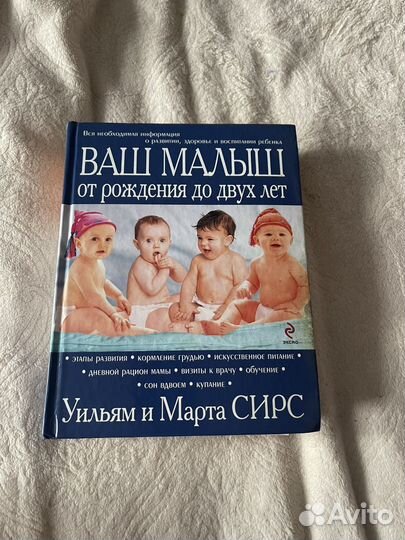 Вся необходимая информация
о развитии, здоровье и воспитании ребенка
ВАШ МАЛЫШ
от рождения до двух лет
ЭКСМО
• этапы развития • кормление грудью • искусственное питание •
• дневной рацион мамы • визиты к врачу • обучение •
• сон вдвоем • купание •
Уильям и Марта СИРС
Avito